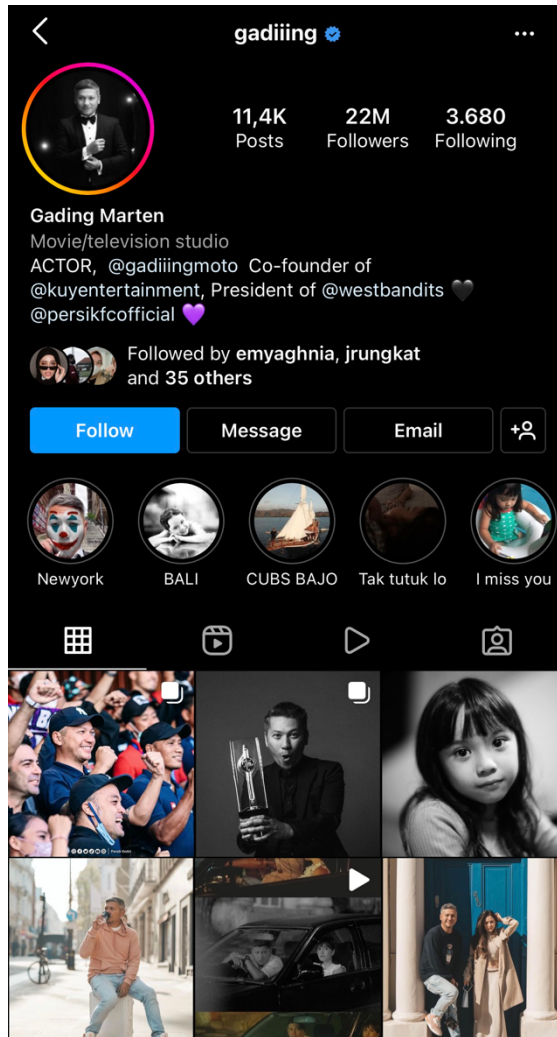 gadiiing
11,4K 22M 3.680
Posts Followers Following
Gading Marten
Movie/television studio
ACTOR, @gadiiingmoto Co-founder of
@kuyentertainment, President of @westbandits 🖤
@persikfcofficial 💜
Followed by emyaghnia, jrungkat
and 35 others
Follow Message Email
Newyork BALI CUBS BAJO Tak tutuk lo I miss you